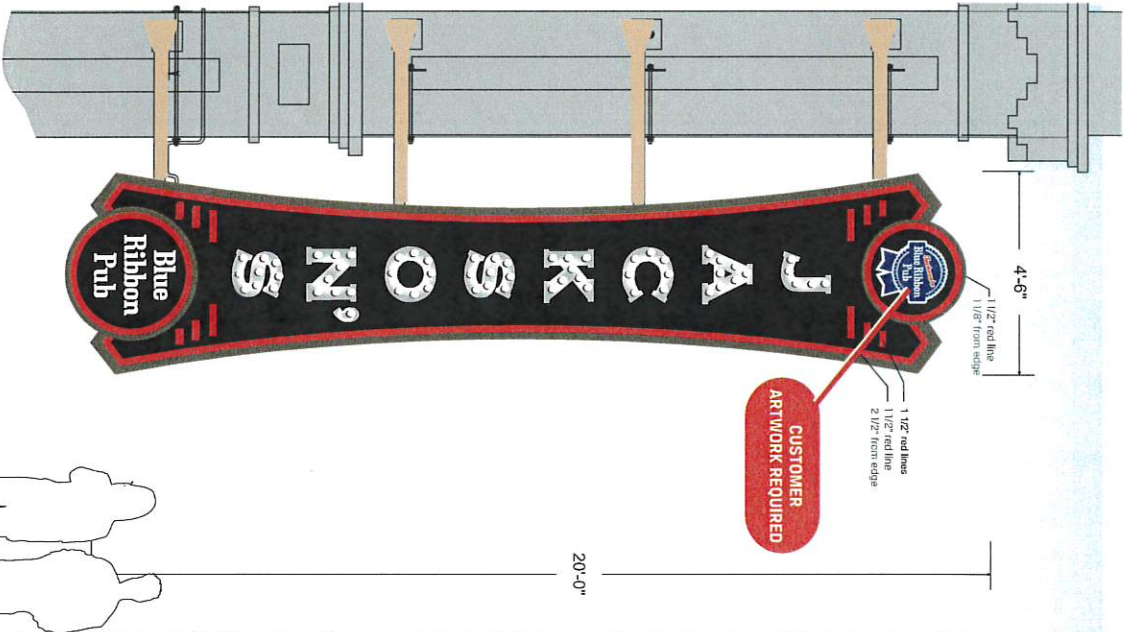 4'-6"
1 1/2" red line
1 1/8" from edge
Blue Ribbon
Pub
1 1/2" red lines
1 1/2" red line
2 1/2" from edge
CUSTOMER
ARTWORK REQUIRED
J
A
C
K
S
O
N'
S
Blue
Ribbon
Pub
20'-0"